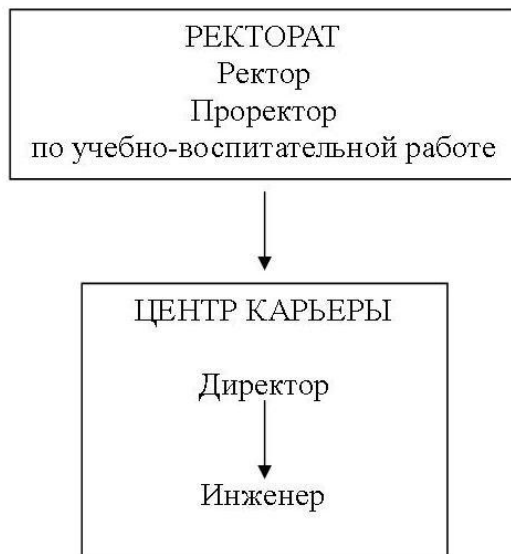 РЕКТОРАТ
Ректор
Проректор
по учебно-воспитательной работе
ЦЕНТР КАРЬЕРЫ
Директор
Инженер